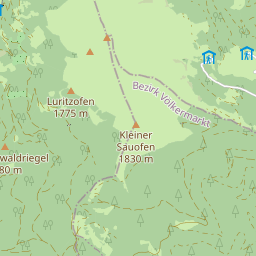 Luritzofen
1775 m
Bezirk Völkermarkt
Kleiner
Sauofen
1830 m
waldriegel
80 m